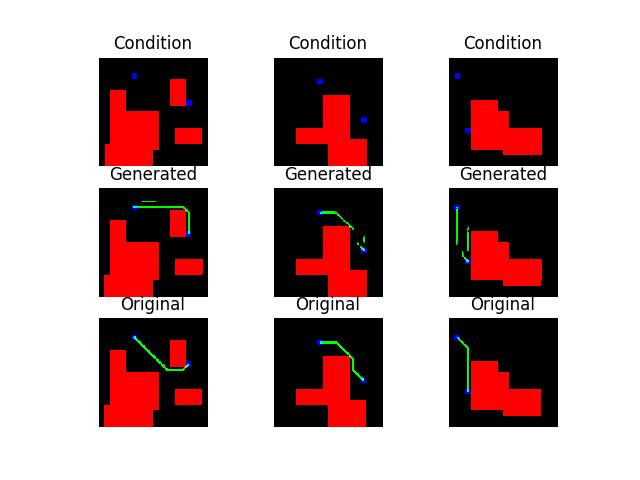 Condition Condition Condition
Generated Generated Generated
Original Original Original